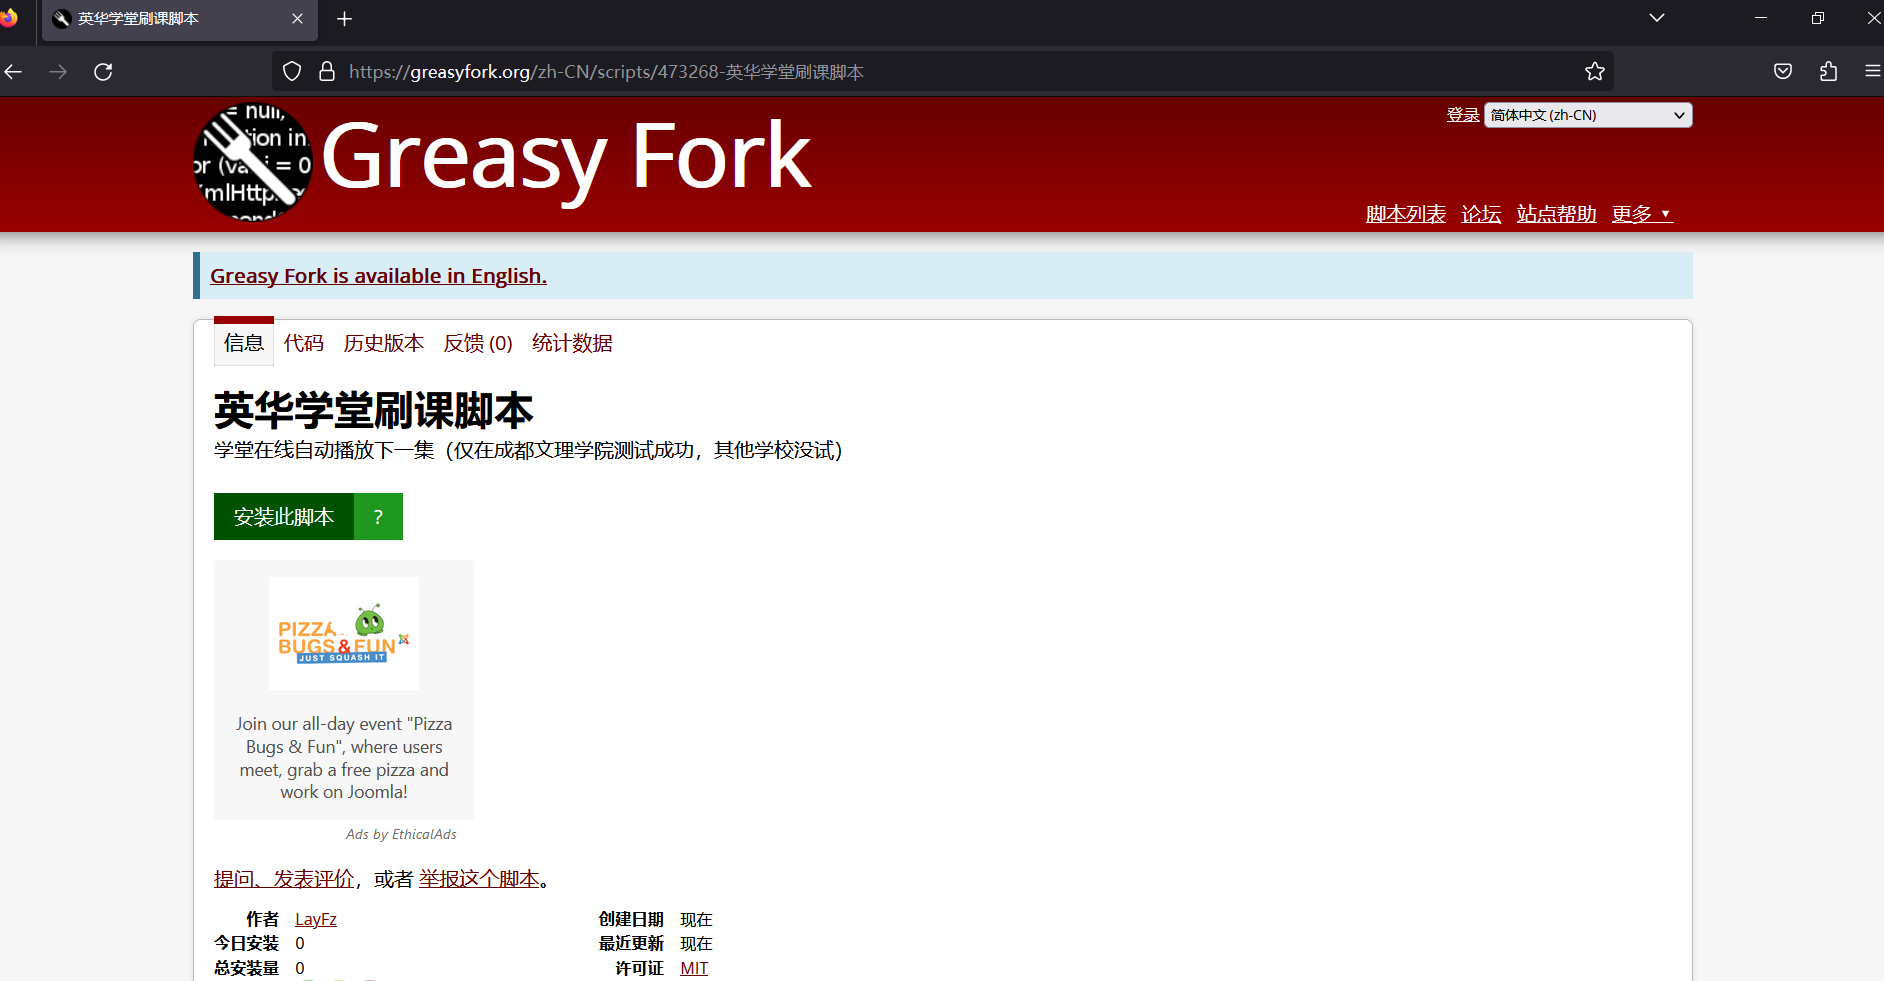 英华学堂刷课脚本
https://greasyfork.org/zh-CN/scripts/473268-英华学堂刷课脚本
Greasy Fork
登录 简体中文 (zh-CN)
脚本列表 论坛 站点帮助 更多 ▼
Greasy Fork is available in English.
信息 代码 历史版本 反馈 (0) 统计数据
英华学堂刷课脚本
学堂在线自动播放下一集（仅在成都文理学院测试成功，其他学校没试）
安装此脚本 ?
PIZZA
BUGS & FUN
JUST SQUASH IT
Join our all-day event "Pizza
Bugs & Fun", where users
meet, grab a free pizza and
work on Joomla!
Ads by EthicalAds
提问、发表评价，或者 举报这个脚本。
作者 LayFz 创建日期 现在
今日安装 0 最近更新 现在
总安装量 0 许可证 MIT